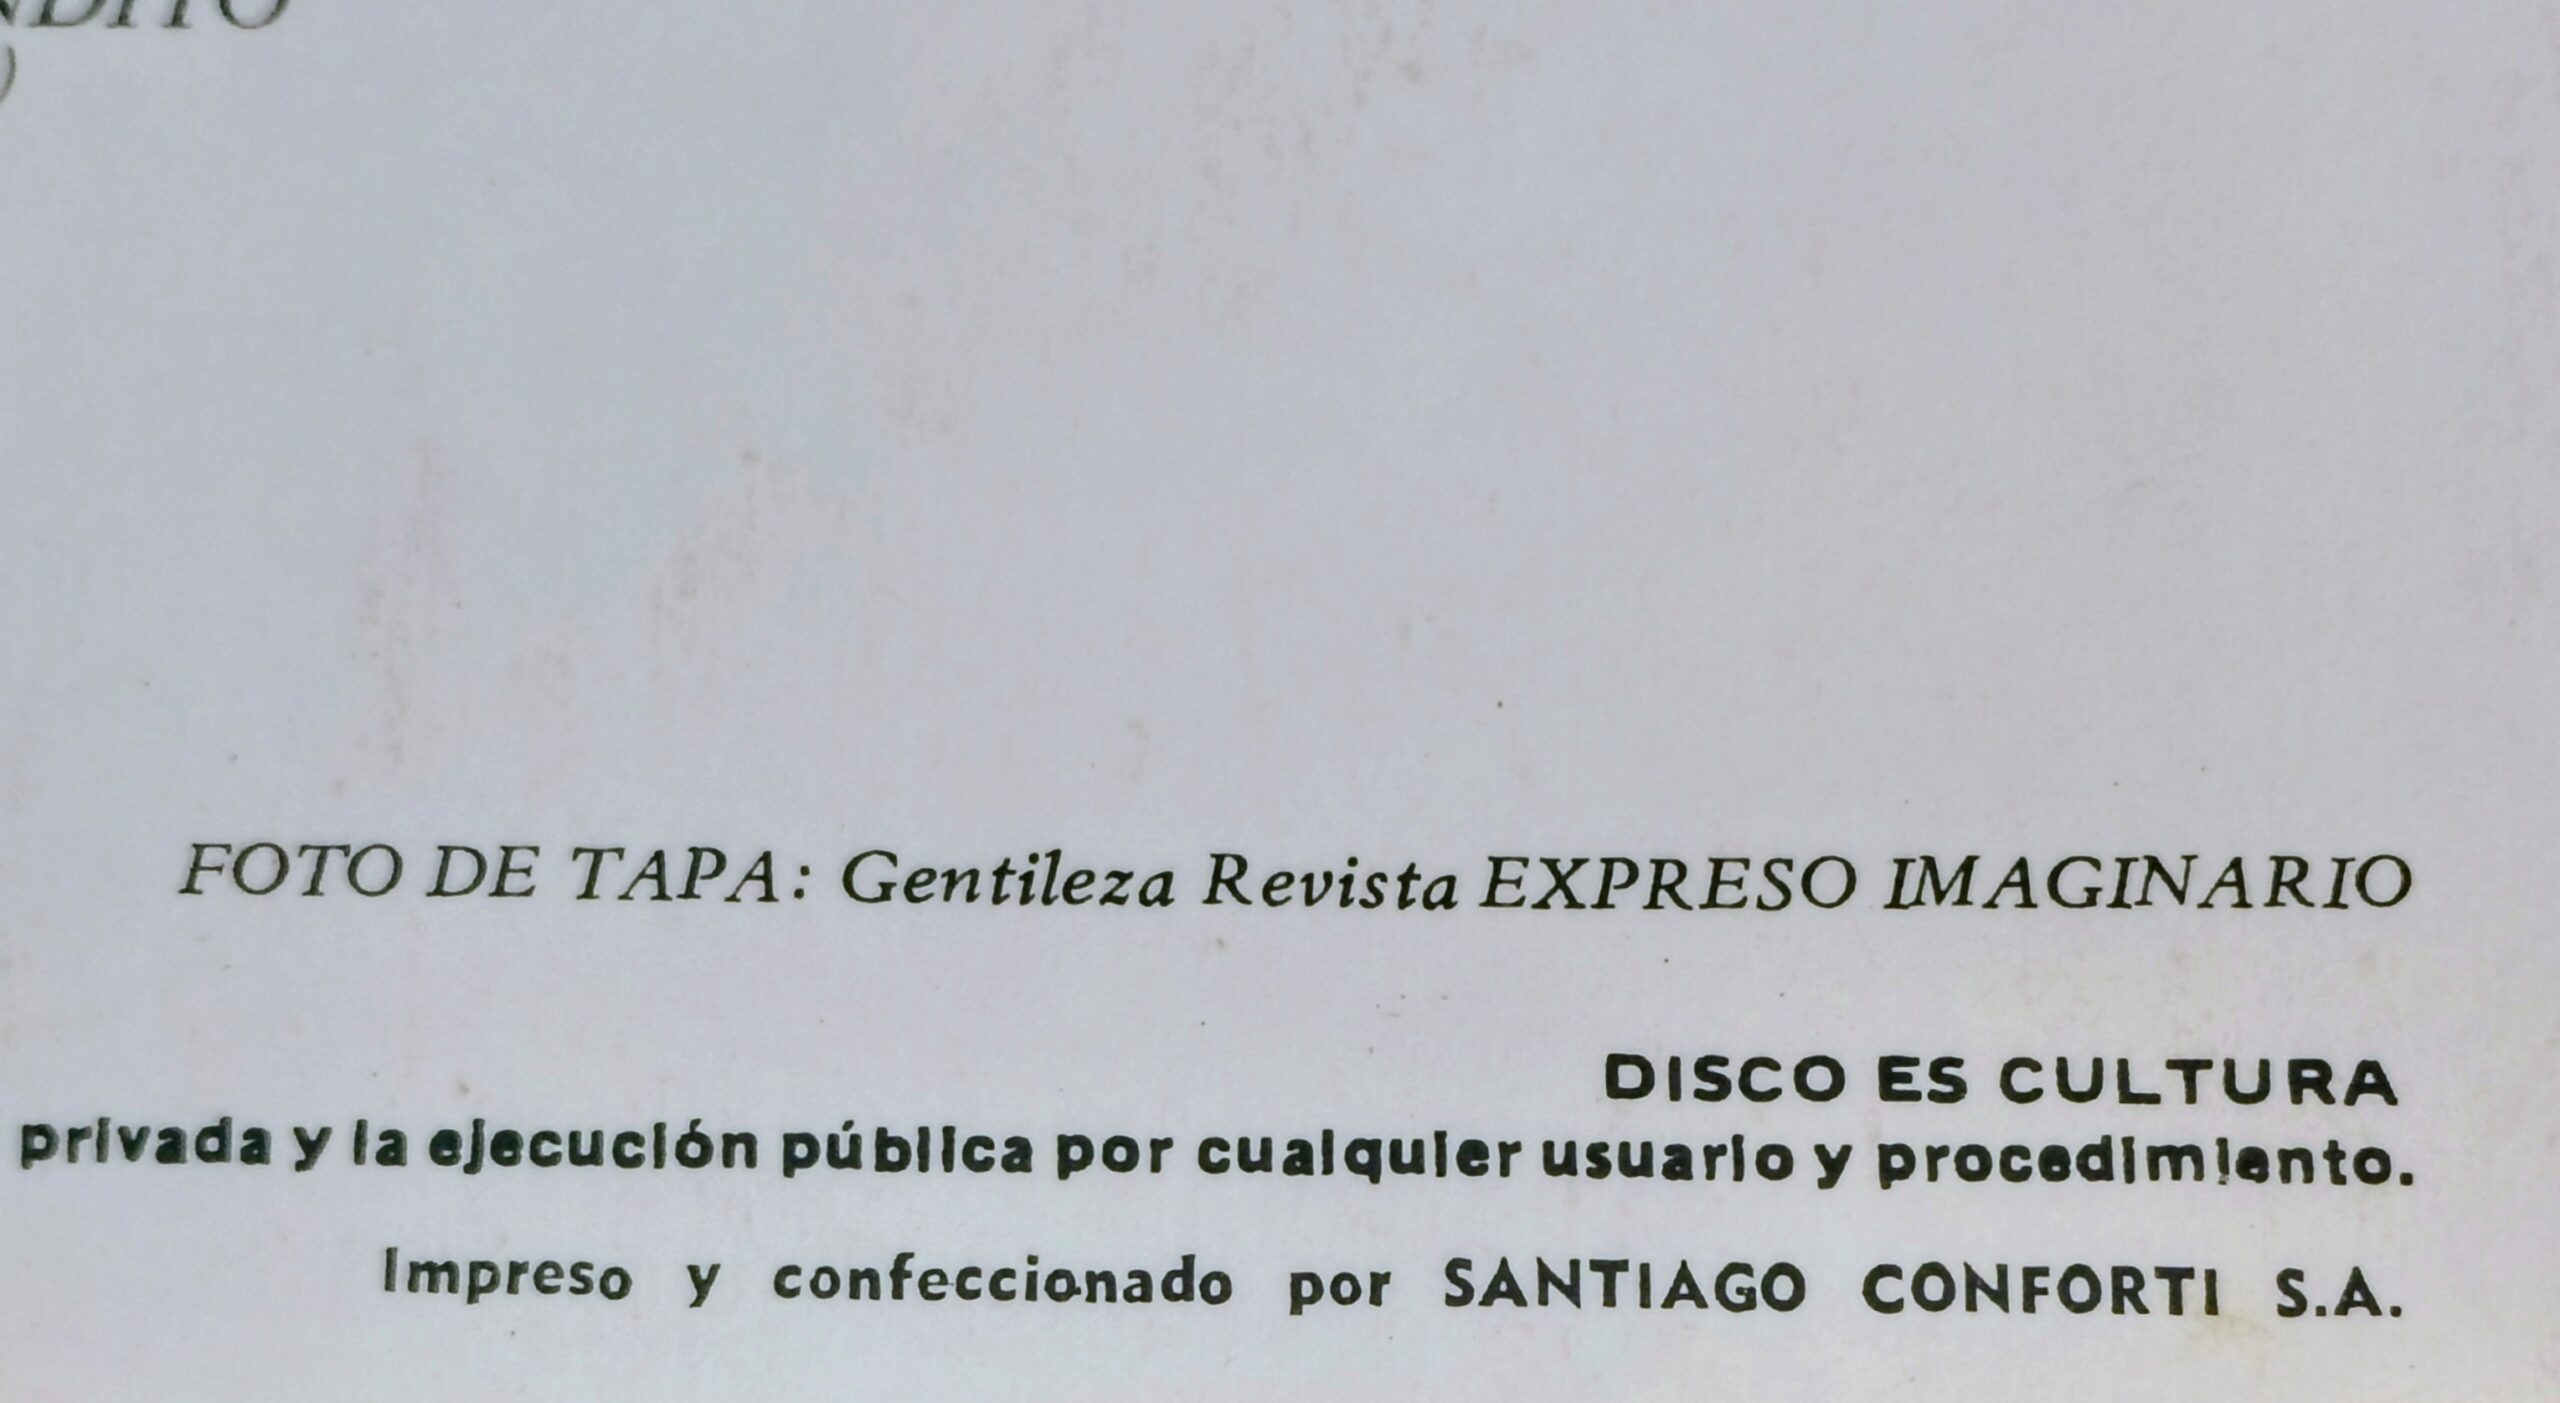 NDITO
)
FOTO DE TAPA: Gentileza Revista EXPRESO IMAGINARIO
DISCO ES CULTURA
privada y la ejecución pública por cualquier usuario y procedimiento.
Impreso y confeccionado por SANTIAGO CONFORTI S.A.